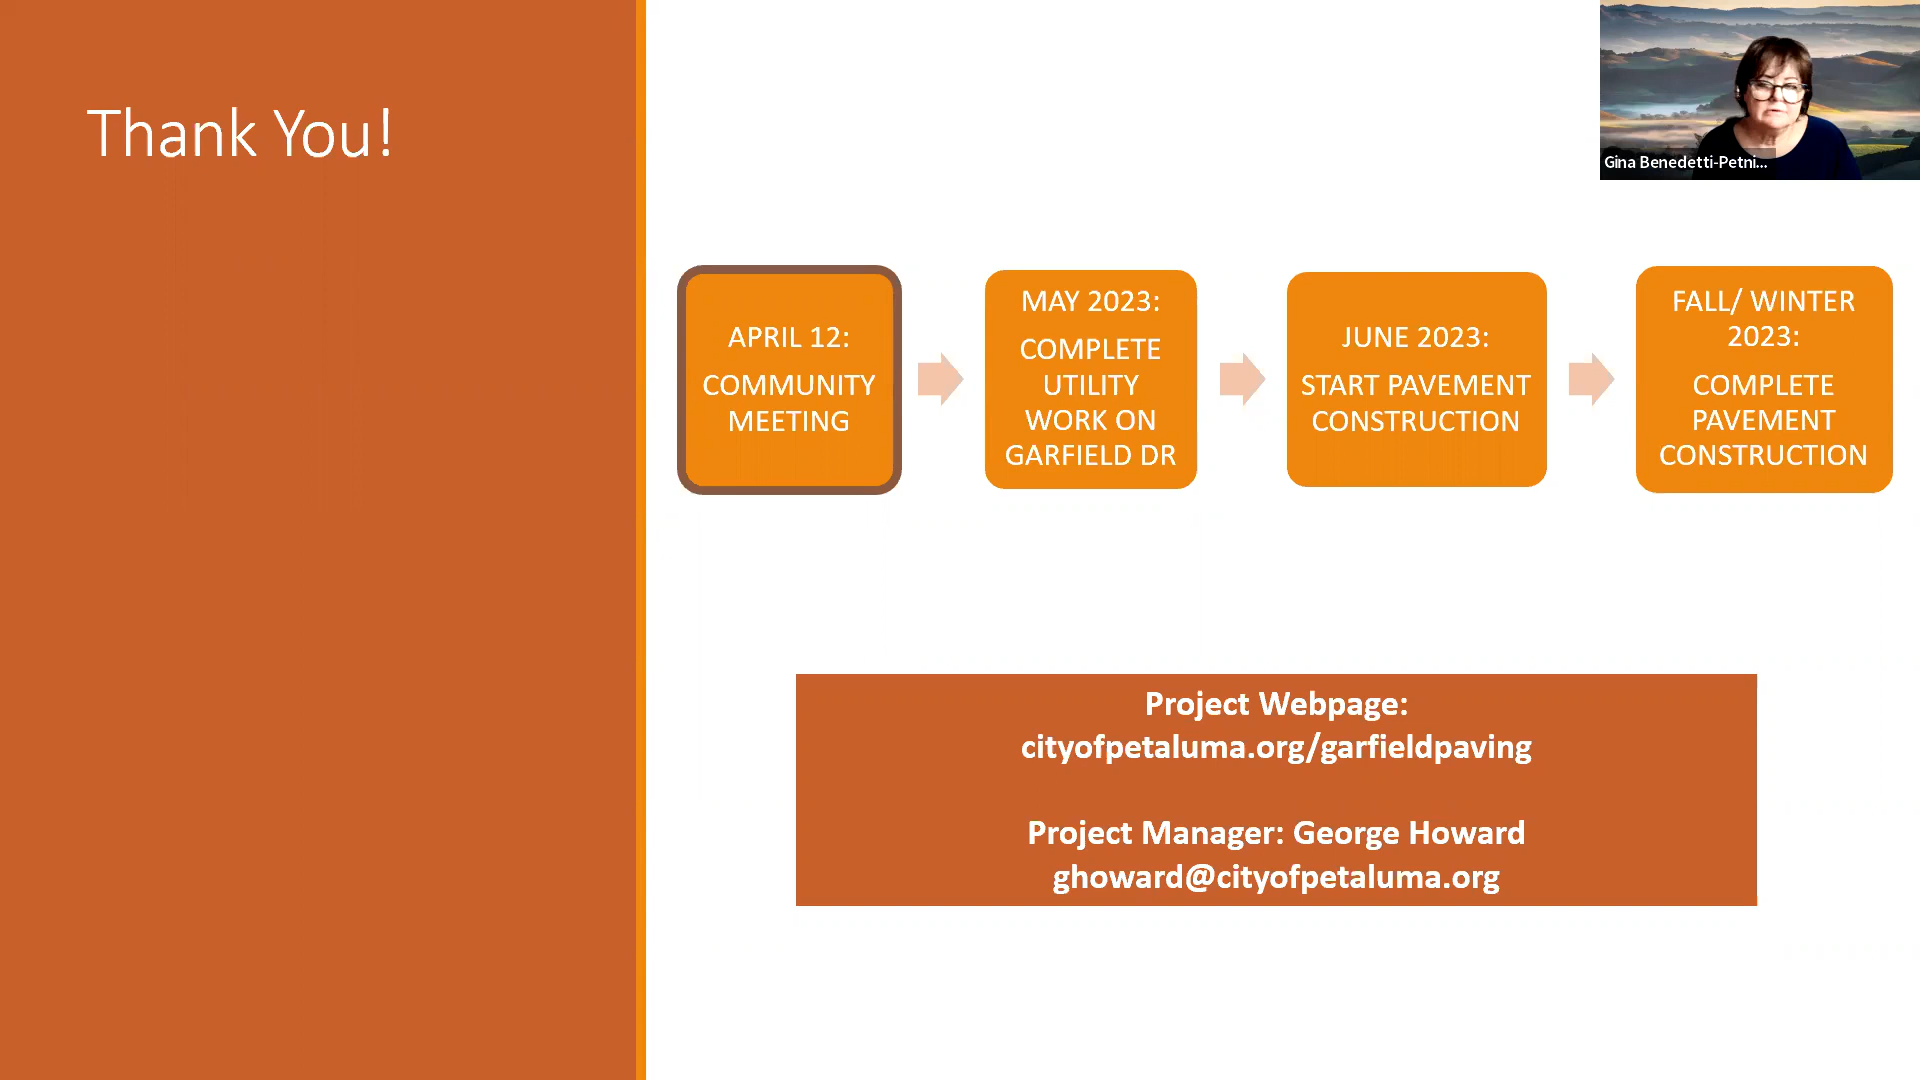 Thank You!
Gina Benedetti-Petni...
APRIL 12:
COMMUNITY
MEETING
MAY 2023:
COMPLETE
UTILITY
WORK ON
GARFIELD DR
JUNE 2023:
START PAVEMENT
CONSTRUCTION
FALL/ WINTER
2023:
COMPLETE
PAVEMENT
CONSTRUCTION
Project Webpage:
cityofpetaluma.org/garfieldpaving
Project Manager: George Howard
ghoward@cityofpetaluma.org